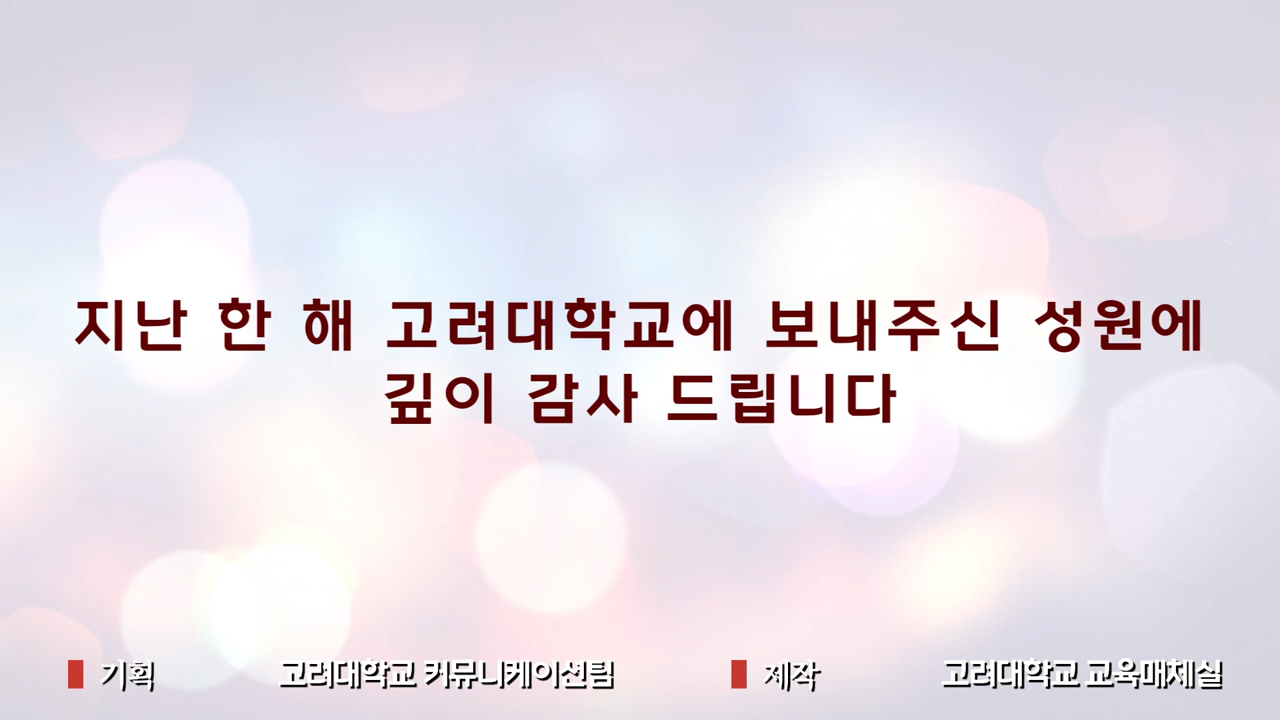 지난 한 해 고려대학교에 보내주신 성원에
깊이 감사 드립니다
기획 고려대학교 커뮤니케이션팀 제작 고려대학교 교육매체실